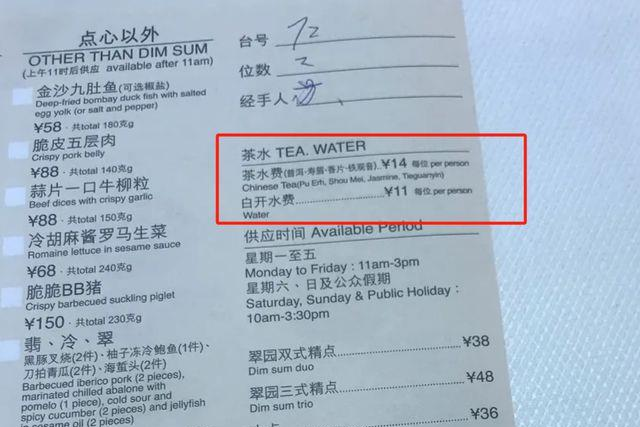 点心以外
OTHER THAN DIM SUM
(上午11时后供应 available after 11am)
金沙九肚鱼(可选椒盐)
Deep-fried bombay duck fish with salted
egg yolk (or salt and pepper)
¥58 · 共total 180克g
脆皮五层肉
Crispy pork belly
¥88 · 共total 140克g
蒜片一口牛柳粒
Beef dices with crispy garlic
¥88 · 共total 150克g
冷胡麻酱罗马生菜
Romaine lettuce in sesame sauce
¥68 · 共total 240克g
脆脆BB猪
Crispy barbecued suckling piglet
¥150 · 共total 230克g
翡、冷、翠
黑豚叉烧(2件)、柚子冻冷鲍鱼(1件)、
刀拍青瓜(2件)、海蜇头(2件)
Barbecued iberico pork (2 pieces),
marinated chilled abalone with
pomelo (1 piece), cold sour and
spicy cucumber (2 pieces) and jellyfish
in sesame oil (2 pieces)
台号 72
位数 2
经手人
茶水 TEA. WATER
茶水费(普洱·寿眉·香片·铁观音). ¥14 每位 per person
Chinese Tea(Pu Erh, Shou Mei, Jasmine, Tieguanyin)
白开水费 ¥11 每位 per person
Water
供应时间 Available Period
星期一至五
Monday to Friday : 11am-3pm
星期六、日及公众假期
Saturday, Sunday & Public Holiday :
10am-3:30pm
翠园双式精点 ¥38
Dim sum duo
翠园三式精点 ¥48
Dim sum trio
¥36